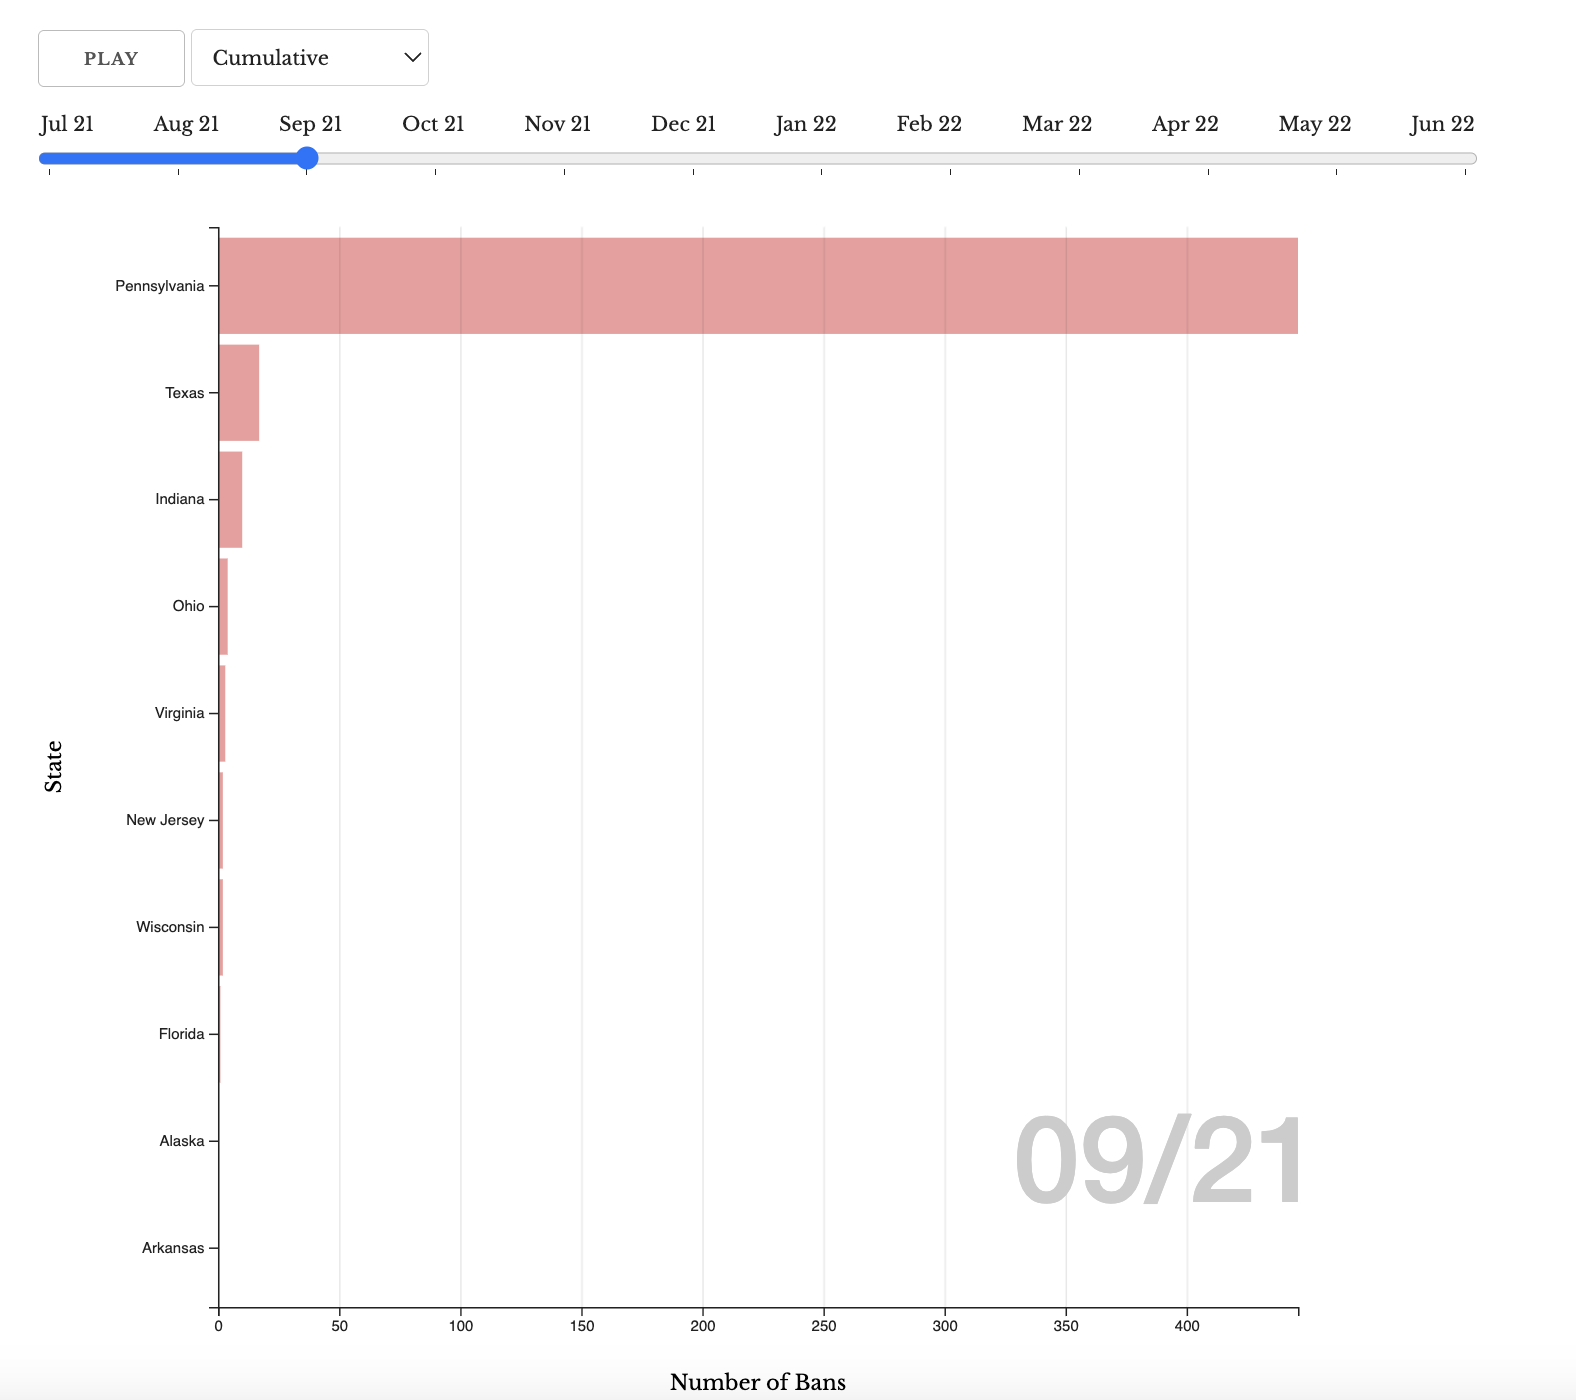 PLAY
Cumulative
Jul 21 Aug 21 Sep 21 Oct 21 Nov 21 Dec 21 Jan 22 Feb 22 Mar 22 Apr 22 May 22 Jun 22
Pennsylvania
Texas
Indiana
Ohio
Virginia
State
New Jersey
Wisconsin
Florida
Alaska
09/21
Arkansas
0 50 100 150 200 250 300 350 400
Number of Bans